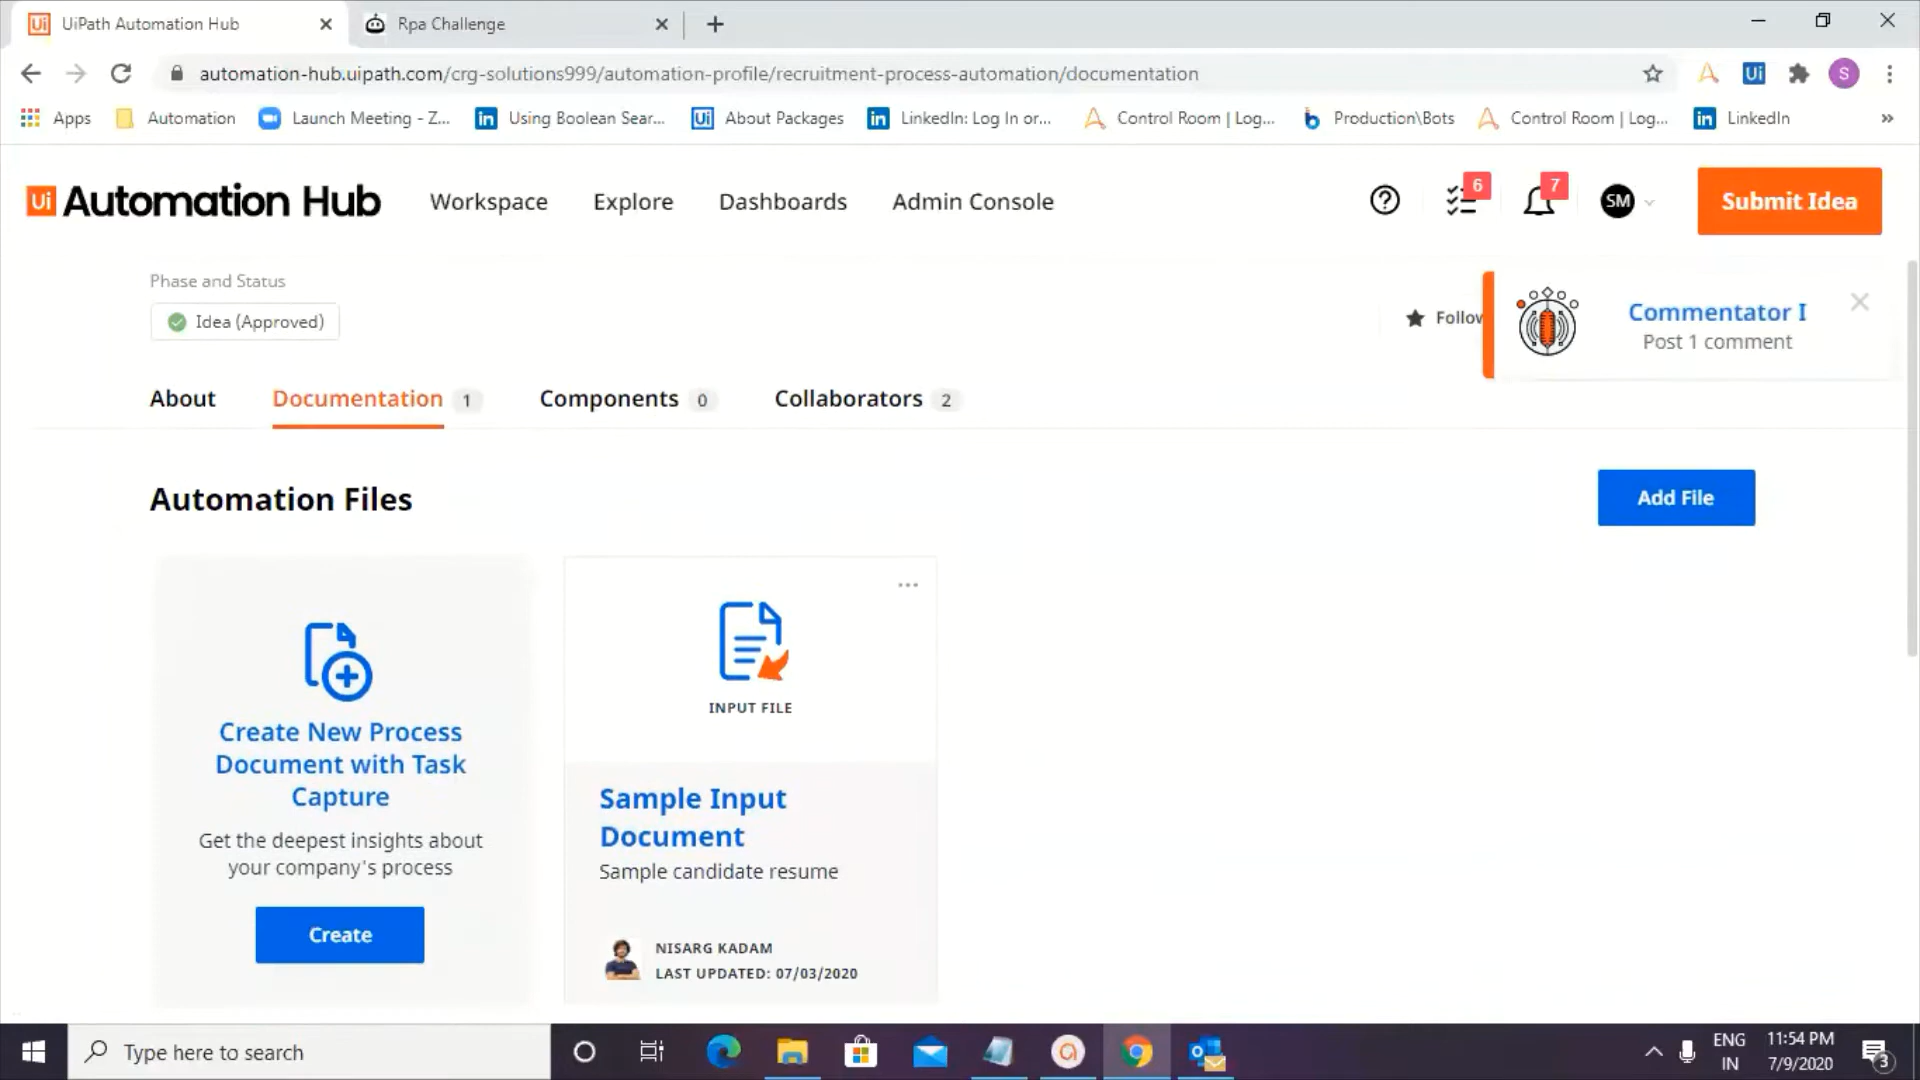 UiPath Automation Hub
Rpa Challenge
automation-hub.uipath.com/crg-solutions999/automation-profile/recruitment-process-automation/documentation
Ui
S
Apps
Automation
Launch Meeting - Z...
Using Boolean Sear...
About Packages
LinkedIn: Log In or...
Control Room | Log...
Production\Bots
Control Room | Log...
LinkedIn
Ui Automation Hub
Workspace
Explore
Dashboards
Admin Console
6
7
SM
Submit Idea
Phase and Status
Idea (Approved)
Follow
Commentator I
Post 1 comment
About
Documentation 1
Components 0
Collaborators 2
Automation Files
Add File
Create New Process
Document with Task
Capture
Get the deepest insights about
your company's process
Create
INPUT FILE
Sample Input
Document
Sample candidate resume
NISARG KADAM
LAST UPDATED: 07/03/2020
Type here to search
ENG
IN
11:54 PM
7/9/2020
3